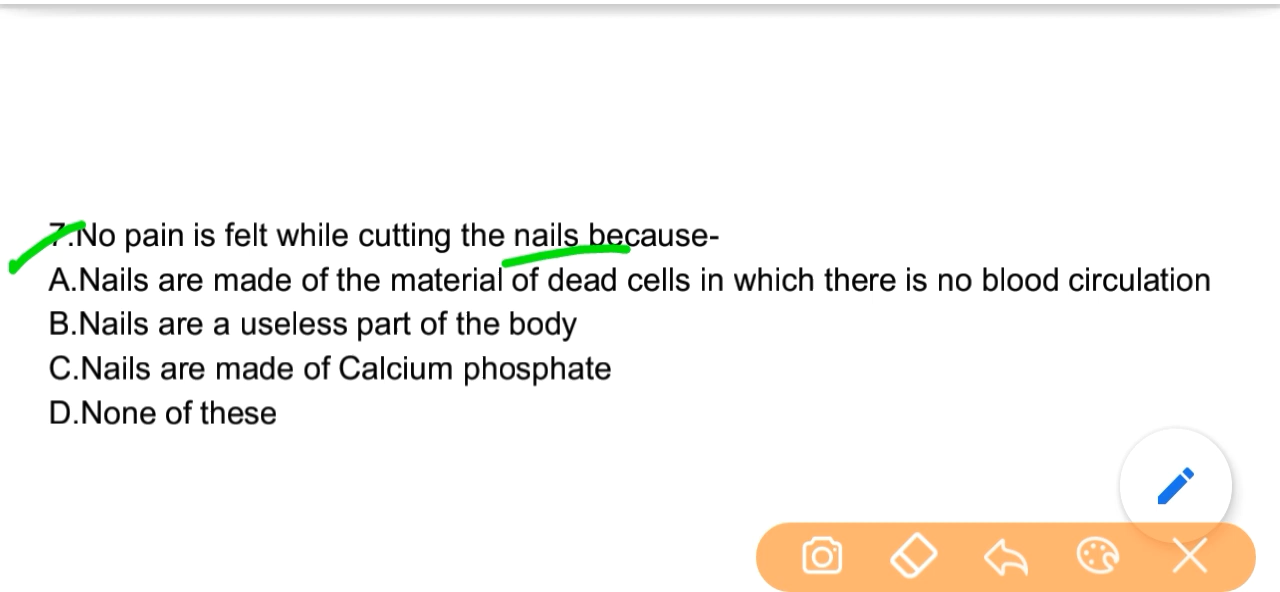 7.No pain is felt while cutting the nails because-
A.Nails are made of the material of dead cells in which there is no blood circulation
B.Nails are a useless part of the body
C.Nails are made of Calcium phosphate
D.None of these